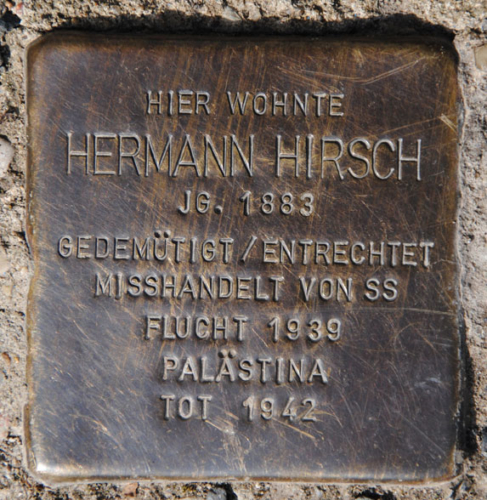 HIER WOHNTE
HERMANN HIRSCH
JG. 1883
GEDEMÜTIGT / ENTRECHTET
MISSHANDELT VON SS
FLUCHT 1939
PALÄSTINA
TOT 1942